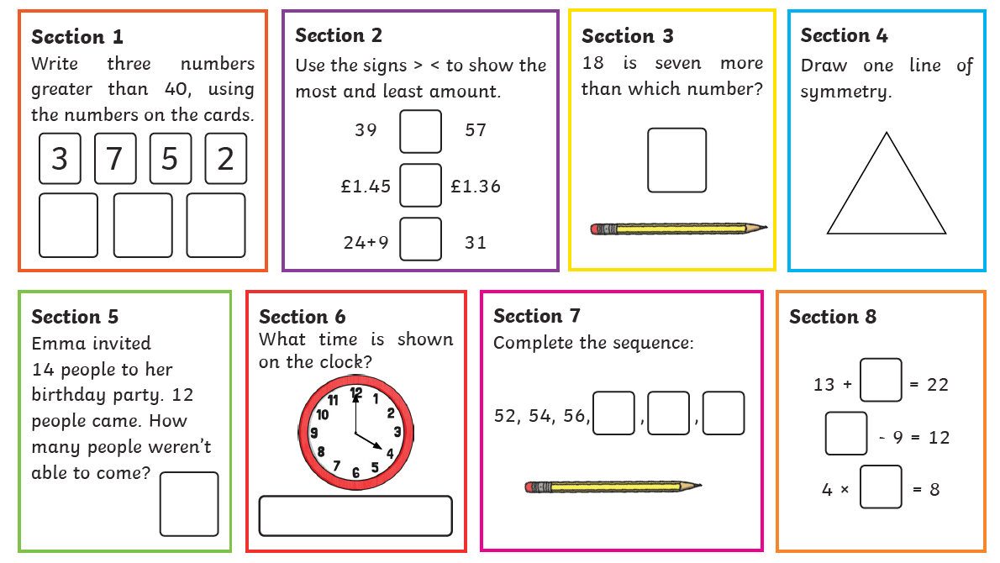 Section 1
Write three numbers
greater than 40, using
the numbers on the cards.
3 7 5 2
Section 2
Use the signs > < to show the
most and least amount.
39 57
£1.45 £1.36
24+9 31
Section 3
18 is seven more
than which number?
Section 4
Draw one line of
symmetry.
Section 5
Emma invited
14 people to her
birthday party. 12
people came. How
many people weren't
able to come?
Section 6
What time is shown
on the clock?
12
11 1
10 2
9 3
8 4
7 5
6
Section 7
Complete the sequence:
52, 54, 56, , ,
Section 8
13 + = 22
- 9 = 12
4 × = 8